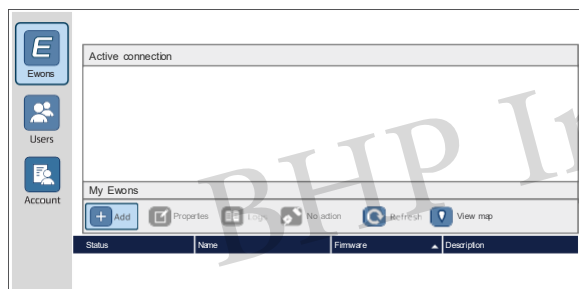 Active connection
E
Ewons
Users
Account
My Ewons
Add Properties Logs No action Refresh View map
Status Name Firmware Description
BHP In